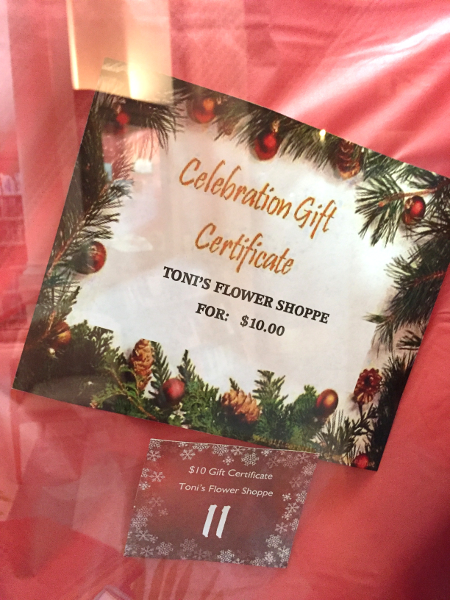 Celebration Gift
Certificate
TONI'S FLOWER SHOPPE
FOR: $10.00
$10 Gift Certificate
Toni's Flower Shoppe
11